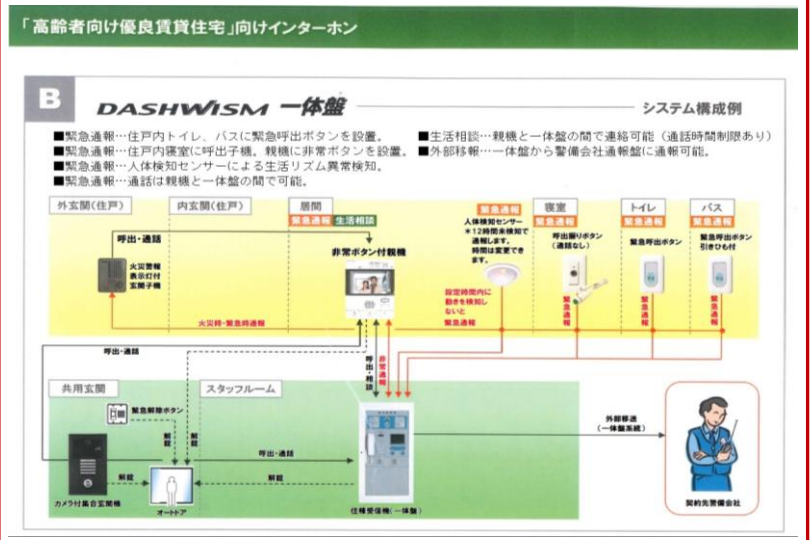 「高齢者向け優良賃貸住宅」向けインターホン
B
DASHWISM 一体盤
システム構成例
■緊急通報…住戸内トイレ、バスに緊急呼出ボタンを設置。
■緊急通報…住戸内寝室に呼出子機。親機に非常ボタンを設置。
■緊急通報…人体検知センサーによる生活リズム異常検知。
■緊急通報…通話は親機と一体盤の間で可能。
■生活相談…親機と一体盤の間で連絡可能（通話時間制限あり）
■外部移報…一体盤から警備会社通報盤に通報可能。
外玄関(住戸)
内玄関(住戸)
居間
緊急通報 生活相談
緊急通報
人体検知センサー
＊12時間未検知で
通報します。
時間は変更でき
ます。
寝室
緊急通報
呼出握りボタン
(通話なし)
トイレ
緊急通報
緊急呼出ボタン
バス
緊急通報
緊急呼出ボタン
引きひも付
呼出・通話
非常ボタン付親機
火災警報
表示灯付
玄関子機
設定時間内に
動きを検知し
ないと
緊急通報
緊急通報
緊急通報
緊急通報
火災時・緊急時通報
呼出・通話
呼出・相談
非常通報
共用玄関
スタッフルーム
緊急解除ボタン
解錠
解錠
呼出・通話
解錠
解錠
カメラ付集合玄関機
オートドア
住棟受信機(一体盤)
外部移送
(一体盤系統)
契約先警備会社